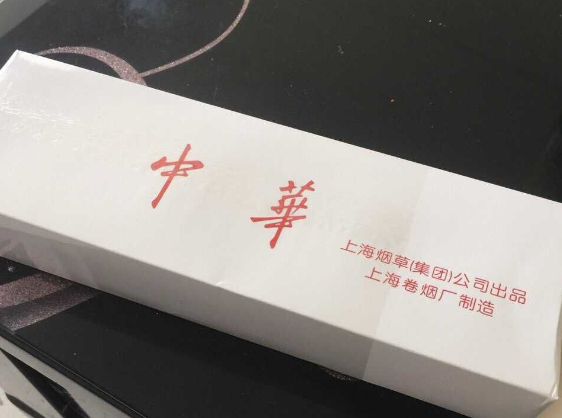 中華
上海烟草(集团)公司出品
上海卷烟厂制造